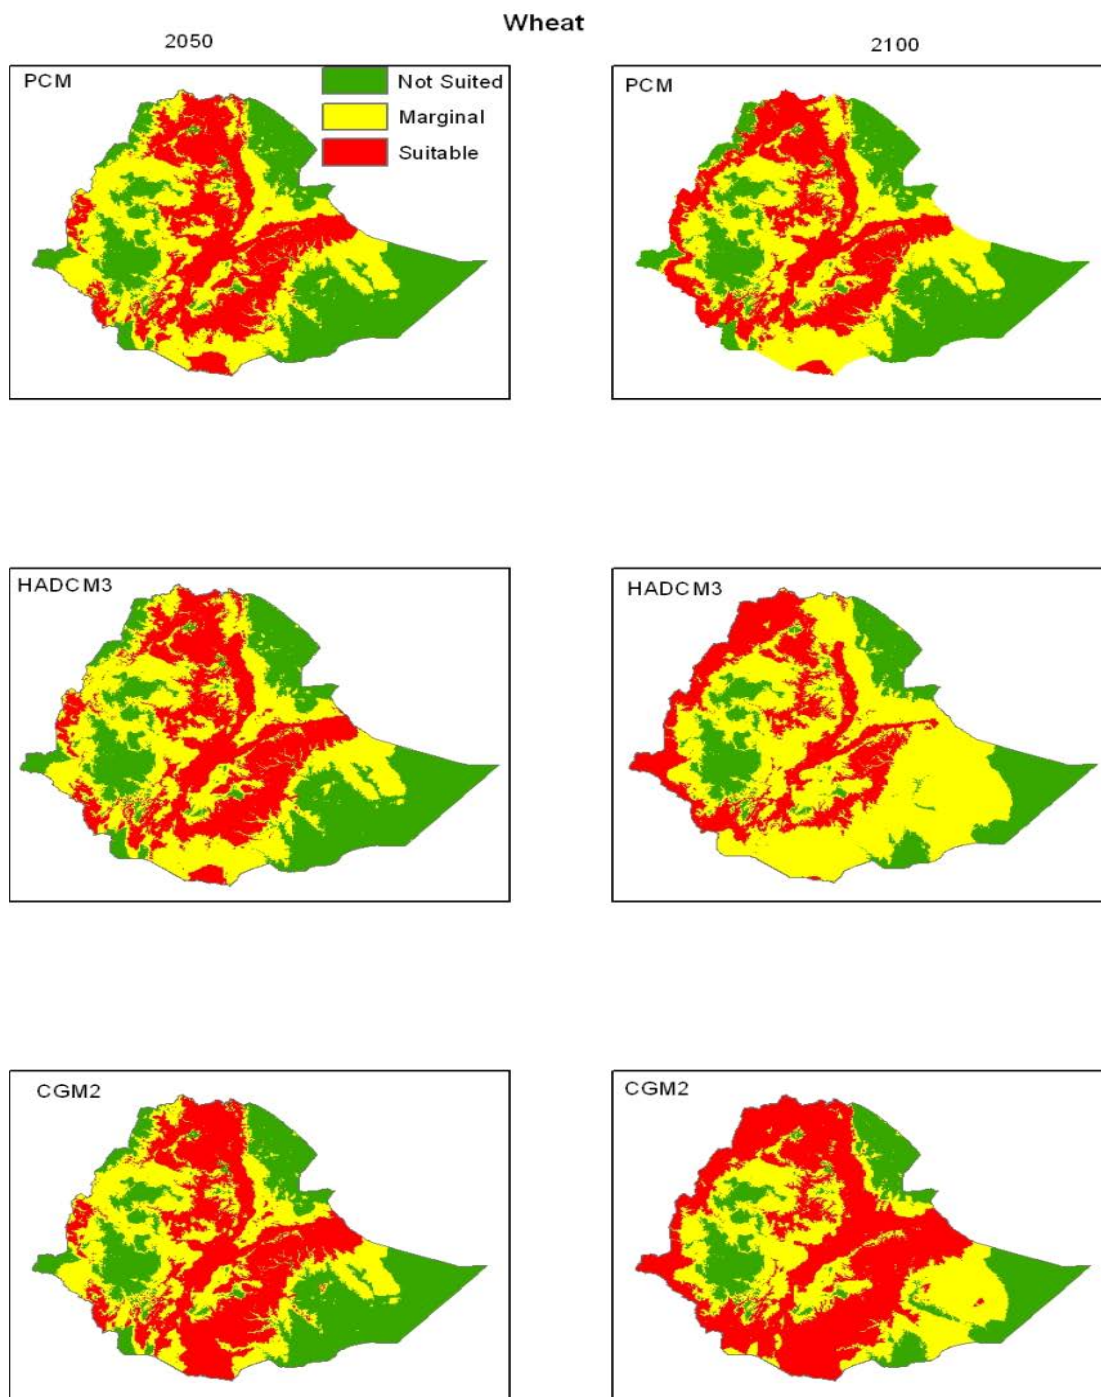 Wheat
2050
2100
PCM
Not Suited
Marginal
Suitable
PCM
HADCM3
HADCM3
CGM2
CGM2